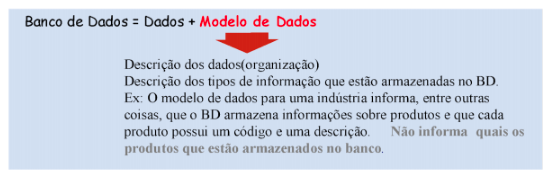 Banco de Dados = Dados + Modelo de Dados
Descrição dos dados(organização)
Descrição dos tipos de informação que estão armazenadas no BD.
Ex: O modelo de dados para uma indústria informa, entre outras
coisas, que o BD armazena informações sobre produtos e que cada
produto possui um código e uma descrição. Não informa quais os
produtos que estão armazenados no banco.